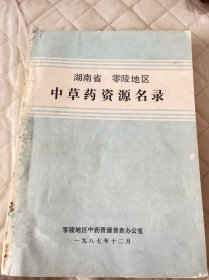 湖南省 零陵地区
中草药资源名录
零陵地区中药资源普查办公室
一九八七年十二月